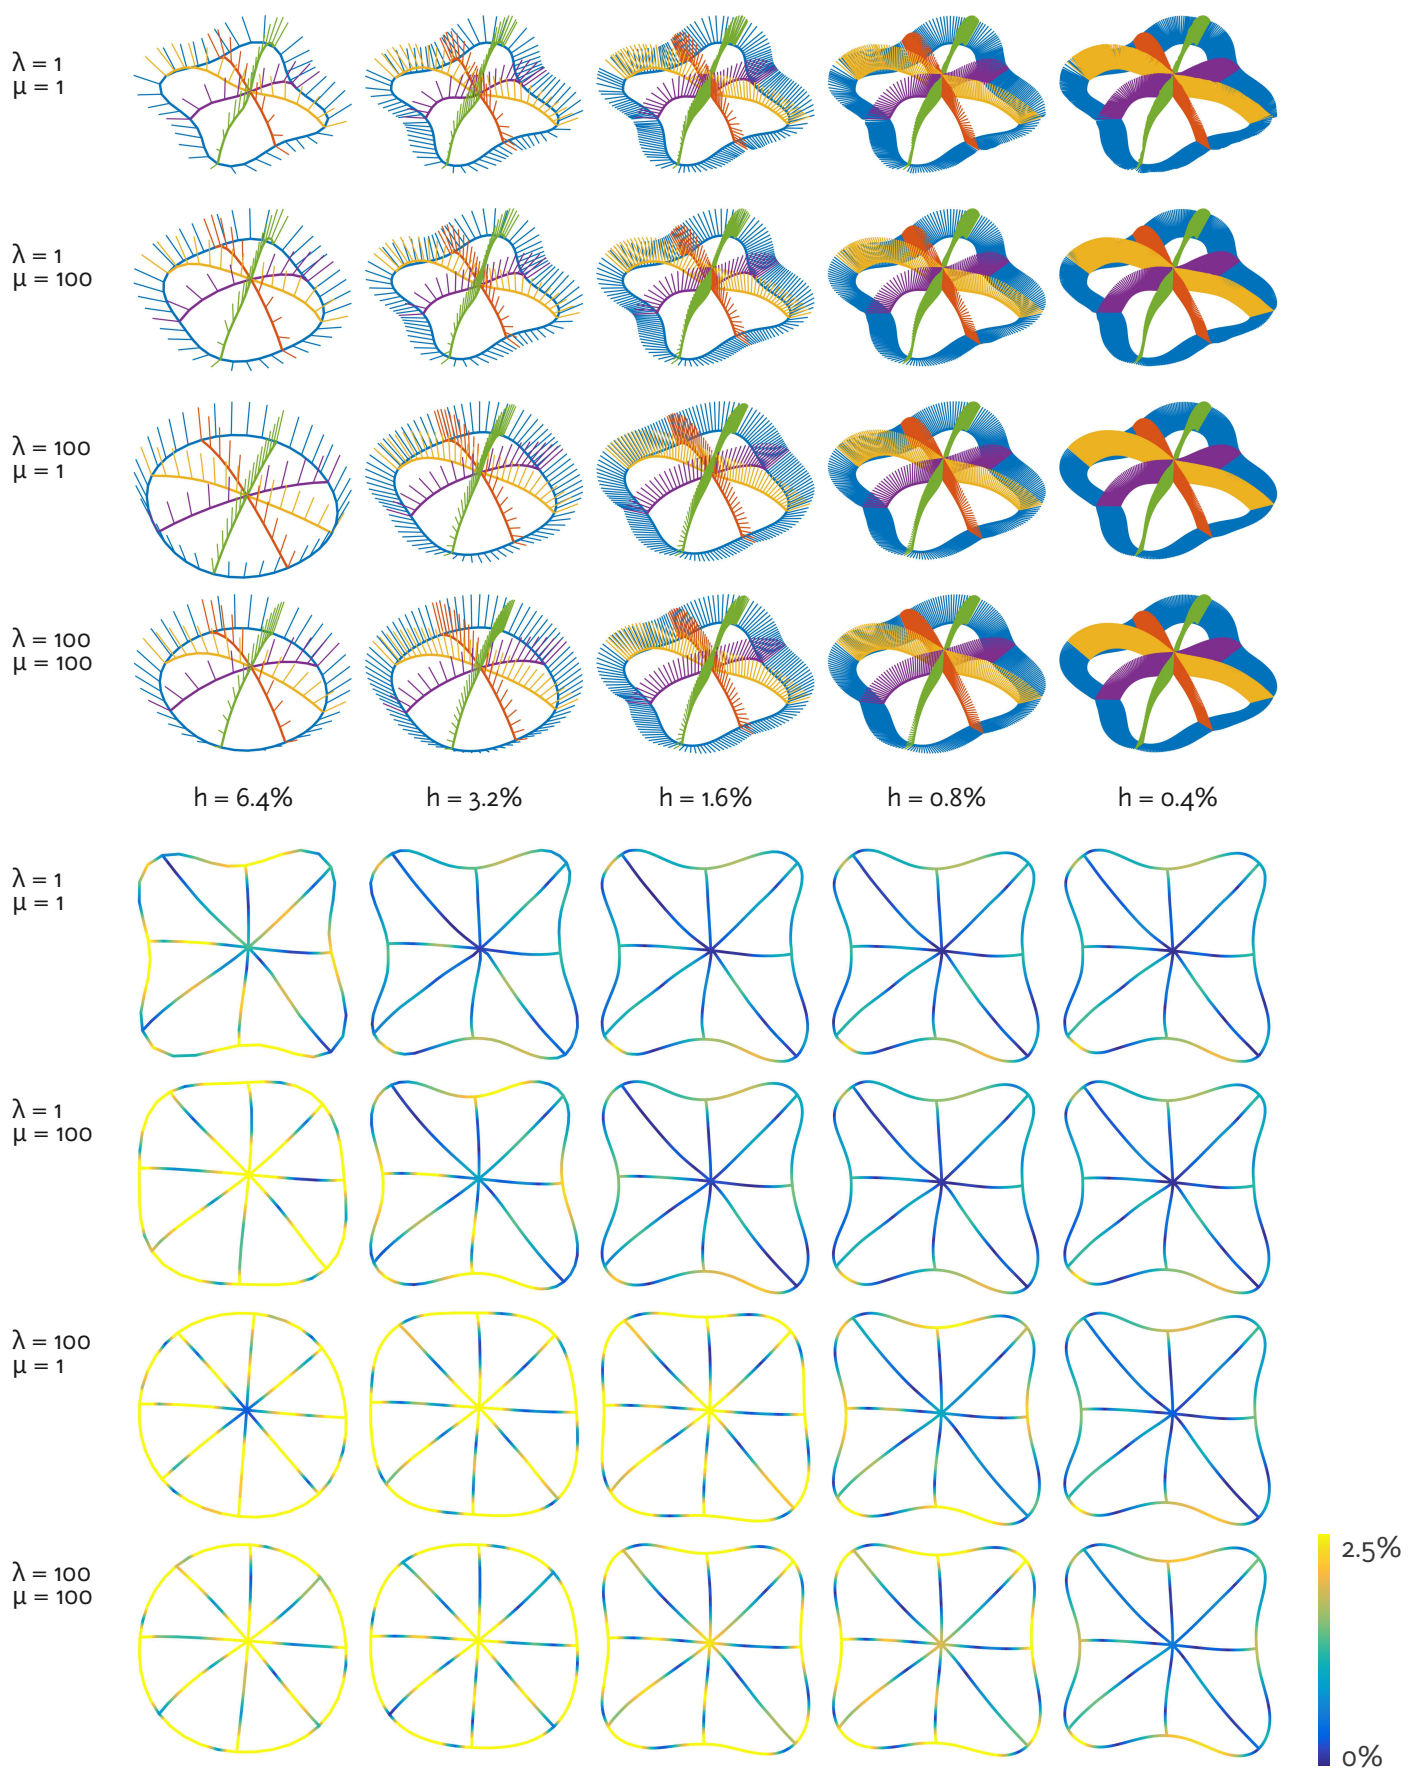 λ = 1
μ = 1
λ = 1
μ = 100
λ = 100
μ = 1
λ = 100
μ = 100
h = 6.4%
h = 3.2%
h = 1.6%
h = 0.8%
h = 0.4%
λ = 1
μ = 1
λ = 1
μ = 100
λ = 100
μ = 1
λ = 100
μ = 100
2.5%
0%